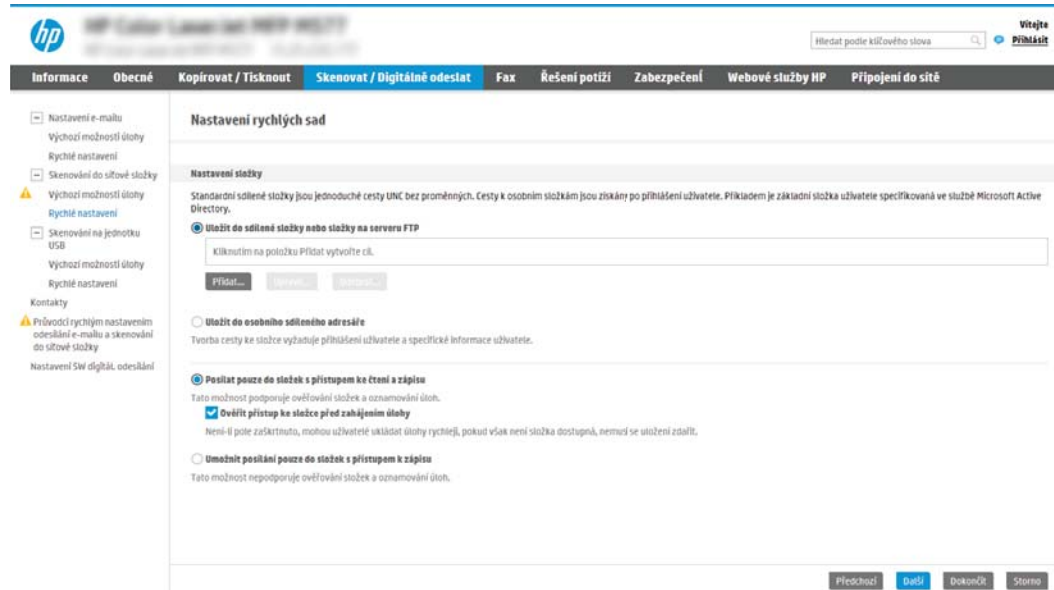 hp
Vítejte
Hledat podle klíčového slova
Přihlásit
Informace Obecné Kopírovat / Tisknout Skenovat / Digitálně odeslat Fax Řešení potíží Zabezpečení Webové služby HP Připojení do sítě
Nastavení e-mailu
Výchozí možnosti úlohy
Rychlé nastavení
Skenování do síťové složky
Výchozí možnosti úlohy
Rychlé nastavení
Skenování na jednotku
USB
Výchozí možnosti úlohy
Rychlé nastavení
Kontakty
Průvodci rychlým nastavením
odesílání e-mailu a skenování
do síťové složky
Nastavení SW digitál. odesílání
Nastavení rychlých sad
Nastavení složky
Standardní sdílené složky jsou jednoduché cesty UNC bez proměnných. Cesty k osobním složkám jsou získány po přihlášení uživatele. Příkladem je základní složka uživatele specifikovaná ve službě Microsoft Active
Directory.
Uložit do sdílené složky nebo složky na serveru FTP
Kliknutím na položku Přidat vytvořte cíl.
Přidat...
Uložit do osobního sdíleného adresáře
Tvorba cesty ke složce vyžaduje přihlášení uživatele a specifické informace uživatele.
Posílat pouze do složek s přístupem ke čtení a zápisu
Tato možnost podporuje ověřování složek a oznamování úloh.
Ověřit přístup ke složce před zahájením úlohy
Není-li pole zaškrtnuto, mohou uživatelé ukládat úlohy rychleji, pokud však není složka dostupná, nemusí se uložení zdařit.
Umožnit posílání pouze do složek s přístupem k zápisu
Tato možnost nepodporuje ověřování složek a oznamování úloh.
Předchozí Další Dokončit Storno